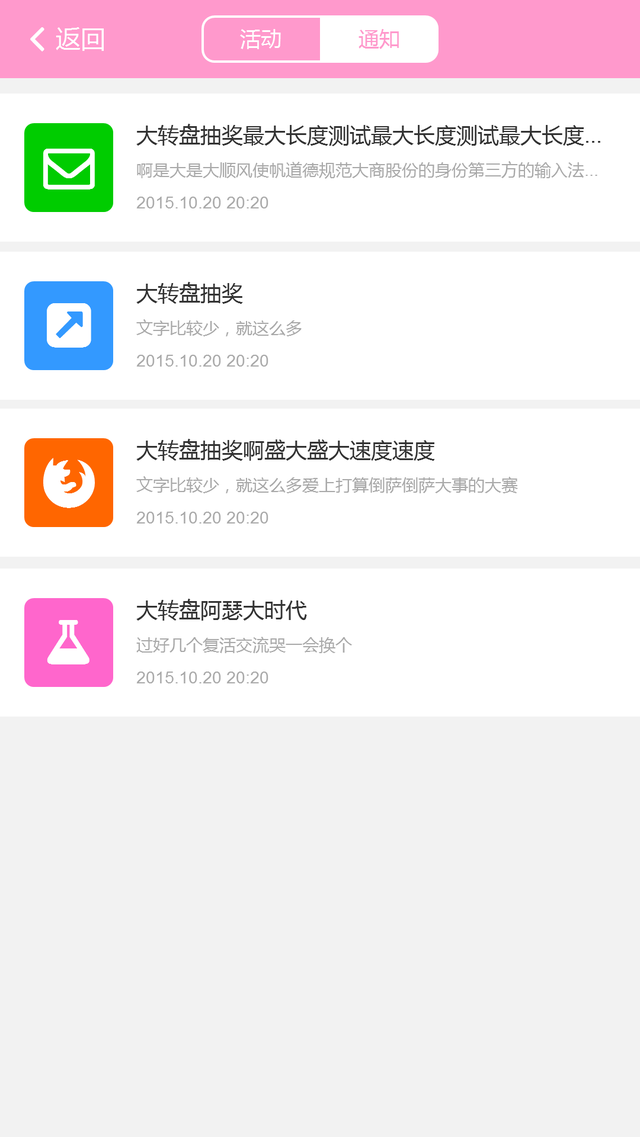 返回
活动
通知
大转盘抽奖最大长度测试最大长度测试最大长度...
啊是大是大顺风使帆道德规范大商股份的身份第三方的输入法...
2015.10.20 20:20
大转盘抽奖
文字比较少，就这么多
2015.10.20 20:20
大转盘抽奖啊盛大盛大速度速度
文字比较少，就这么多爱上打算倒萨倒萨大事的大赛
2015.10.20 20:20
大转盘阿瑟大时代
过好几个复活交流哭一会换个
2015.10.20 20:20